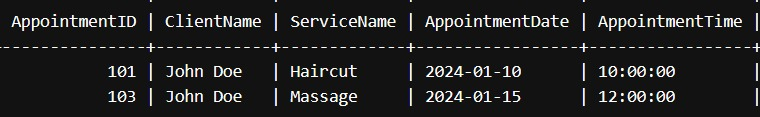 AppointmentID | ClientName | ServiceName | AppointmentDate | AppointmentTime |
--------------+------------+-------------+-----------------+-----------------+
101 | John Doe | Haircut | 2024-01-10 | 10:00:00 |
103 | John Doe | Massage | 2024-01-15 | 12:00:00 |